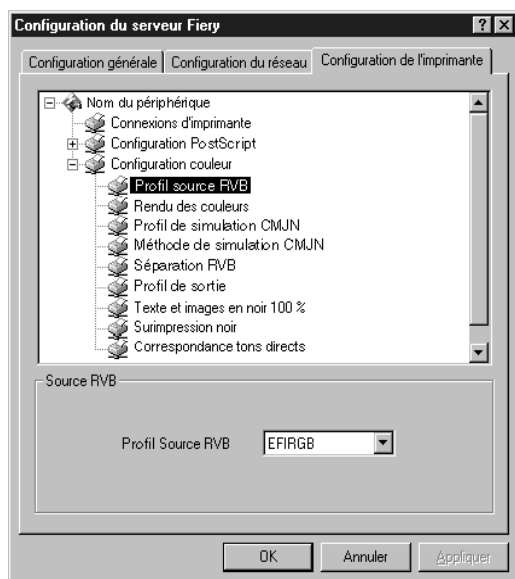 Configuration du serveur Fiery
Configuration générale
Configuration du réseau
Configuration de l'imprimante
Nom du périphérique
Connexions d'imprimante
Configuration PostScript
Configuration couleur
Profil source RVB
Rendu des couleurs
Profil de simulation CMJN
Méthode de simulation CMJN
Séparation RVB
Profil de sortie
Texte et images en noir 100 %
Surimpression noir
Correspondance tons directs
Source RVB
Profil Source RVB
EFIRGB
OK
Annuler
Appliquer